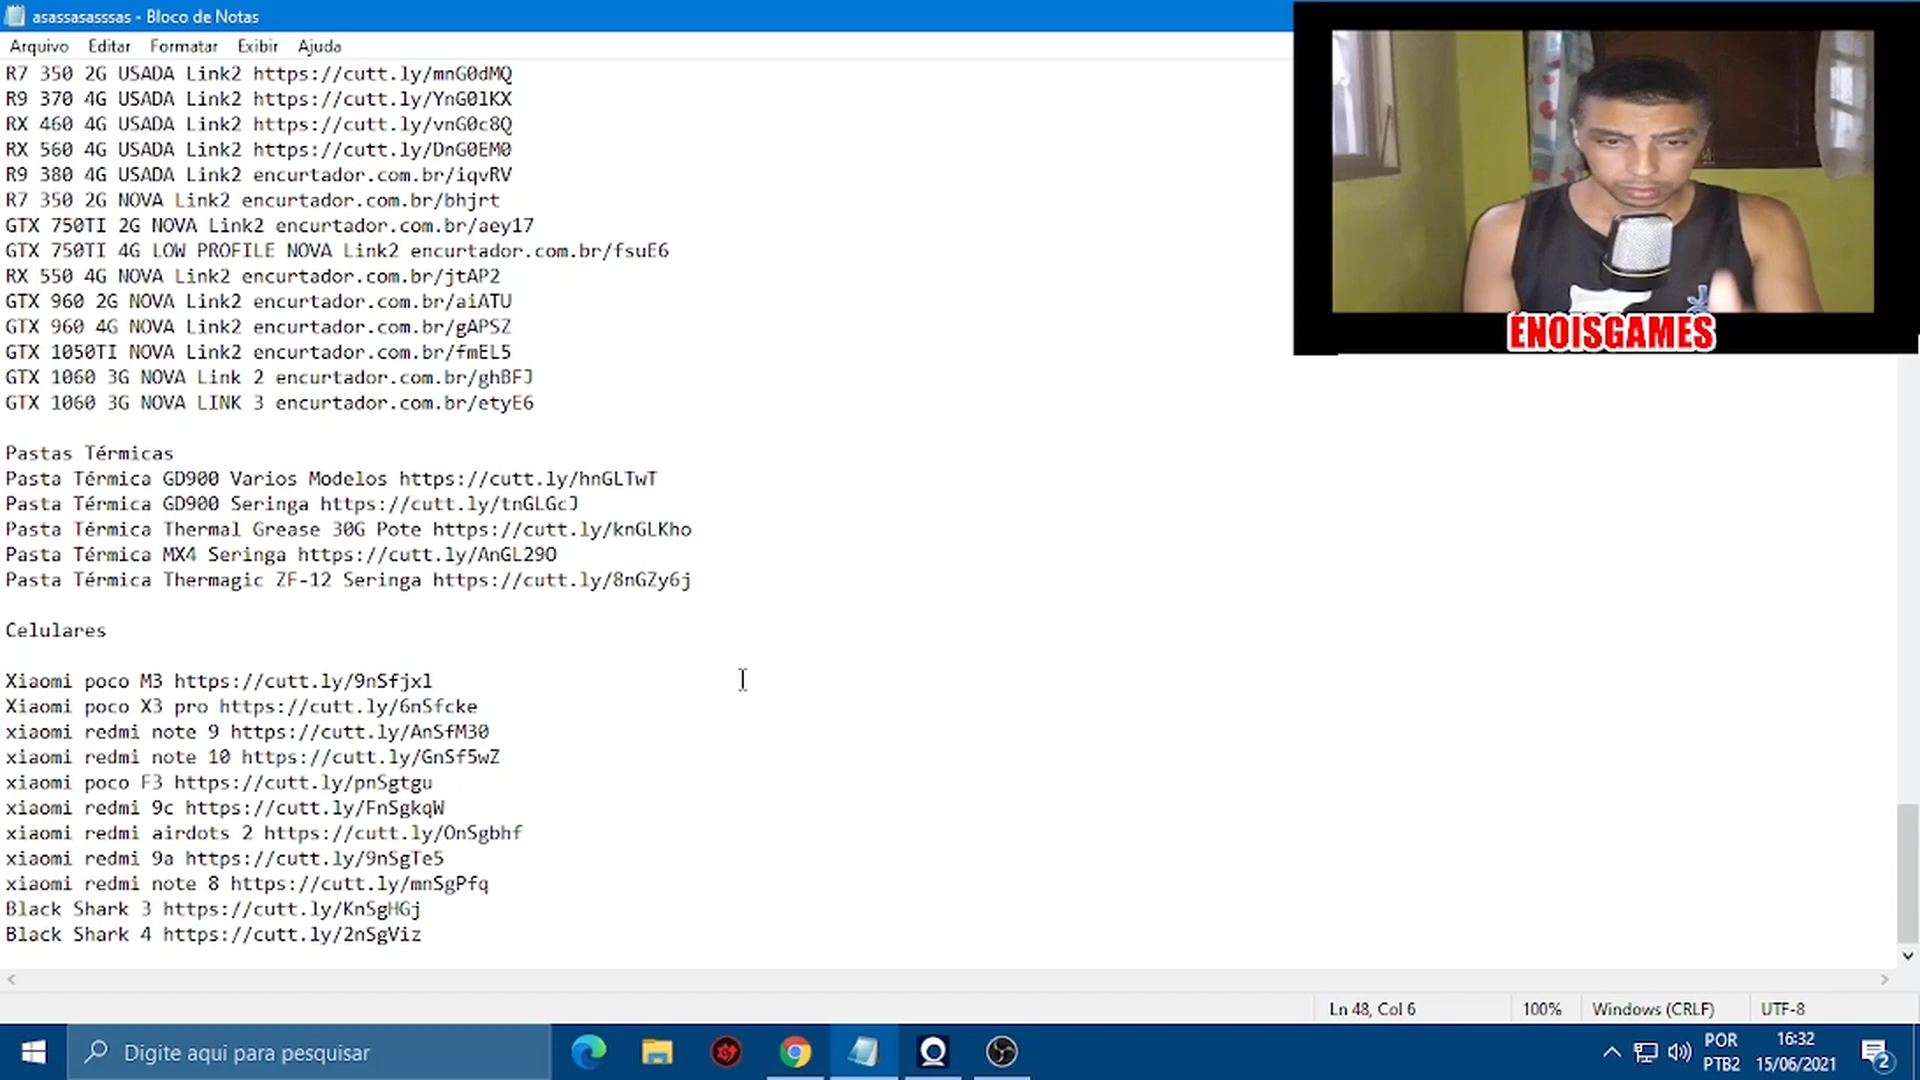 asassasasssas - Bloco de Notas
Arquivo Editar Formatar Exibir Ajuda
R7 350 2G USADA Link2 https://cutt.ly/mnG0dMQ
R9 370 4G USADA Link2 https://cutt.ly/YnG0lKX
RX 460 4G USADA Link2 https://cutt.ly/vnG0c8Q
RX 560 4G USADA Link2 https://cutt.ly/DnG0EM0
R9 380 4G USADA Link2 encurtador.com.br/iqvRV
R7 350 2G NOVA Link2 encurtador.com.br/bhjrt
GTX 750TI 2G NOVA Link2 encurtador.com.br/aey17
GTX 750TI 4G LOW PROFILE NOVA Link2 encurtador.com.br/fsuE6
RX 550 4G NOVA Link2 encurtador.com.br/jtAP2
GTX 960 2G NOVA Link2 encurtador.com.br/aiATU
GTX 960 4G NOVA Link2 encurtador.com.br/gAPSZ
GTX 1050TI NOVA Link2 encurtador.com.br/fmEL5
GTX 1060 3G NOVA Link 2 encurtador.com.br/ghBFJ
GTX 1060 3G NOVA LINK 3 encurtador.com.br/etyE6
Pastas Térmicas
Pasta Térmica GD900 Varios Modelos https://cutt.ly/hnGLTwT
Pasta Térmica GD900 Seringa https://cutt.ly/tnGLGcJ
Pasta Térmica Thermal Grease 30G Pote https://cutt.ly/knGLKho
Pasta Térmica MX4 Seringa https://cutt.ly/AnGL29O
Pasta Térmica Thermagic ZF-12 Seringa https://cutt.ly/8nGZy6j
Celulares
Xiaomi poco M3 https://cutt.ly/9nSfjxl
Xiaomi poco X3 pro https://cutt.ly/6nSfcke
xiaomi redmi note 9 https://cutt.ly/AnSfM30
xiaomi redmi note 10 https://cutt.ly/GnSf5wZ
xiaomi poco F3 https://cutt.ly/pnSgtgu
xiaomi redmi 9c https://cutt.ly/FnSgkqW
xiaomi redmi airdots 2 https://cutt.ly/OnSgbhf
xiaomi redmi 9a https://cutt.ly/9nSgTe5
xiaomi redmi note 8 https://cutt.ly/mnSgPfq
Black Shark 3 https://cutt.ly/KnSgHGj
Black Shark 4 https://cutt.ly/2nSgViz
ENOISGAMES
Ln 48, Col 6 100% Windows (CRLF) UTF-8
Digite aqui para pesquisar
POR
PTB2
16:32
15/06/2021
2